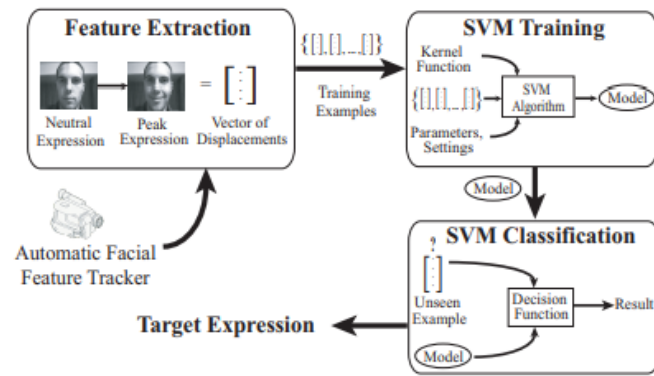 Feature Extraction
Neutral
Expression
Peak
Expression
=
Vector of
Displacements
Automatic Facial
Feature Tracker
{[⋮],[⋮],...,[⋮]}
Training
Examples
SVM Training
Kernel
Function
{[⋮],[⋮],...,[⋮]}
Parameters,
Settings
SVM
Algorithm
Model
Model
SVM Classification
?
[⋮]
Unseen
Example
Model
Decision
Function
Result
Target Expression